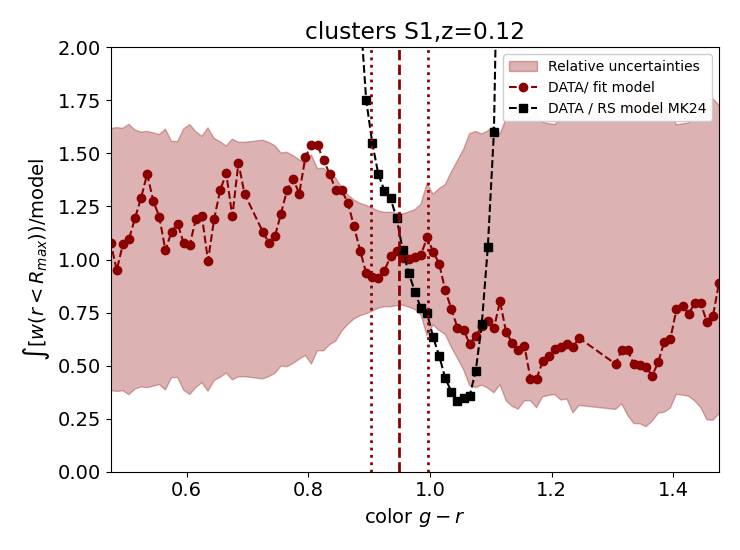 clusters S1,z=0.12
∫[w(r < R_max))/model
2.00
1.75
1.50
1.25
1.00
0.75
0.50
0.25
0.00
Relative uncertainties
DATA/ fit model
DATA / RS model MK24
0.6 0.8 1.0 1.2 1.4
color g − r